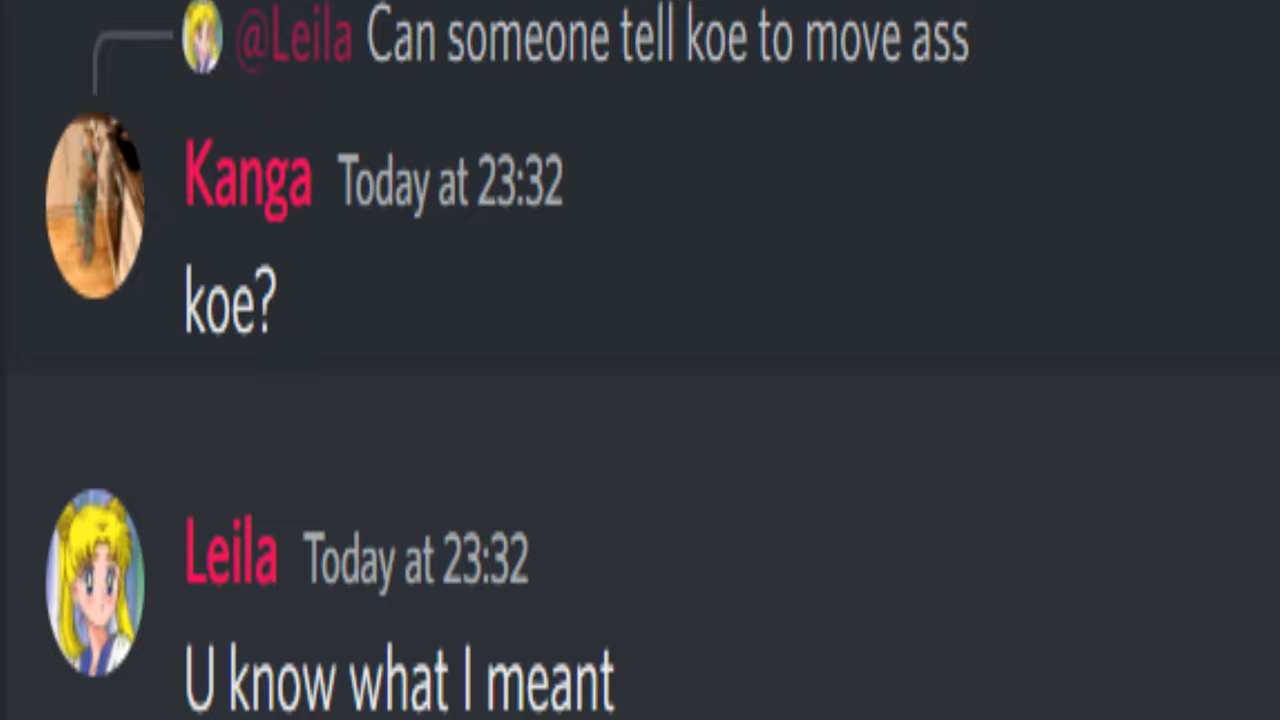 @Leila Can someone tell koe to move ass
Kanga Today at 23:32
koe?
Leila Today at 23:32
U know what I meant